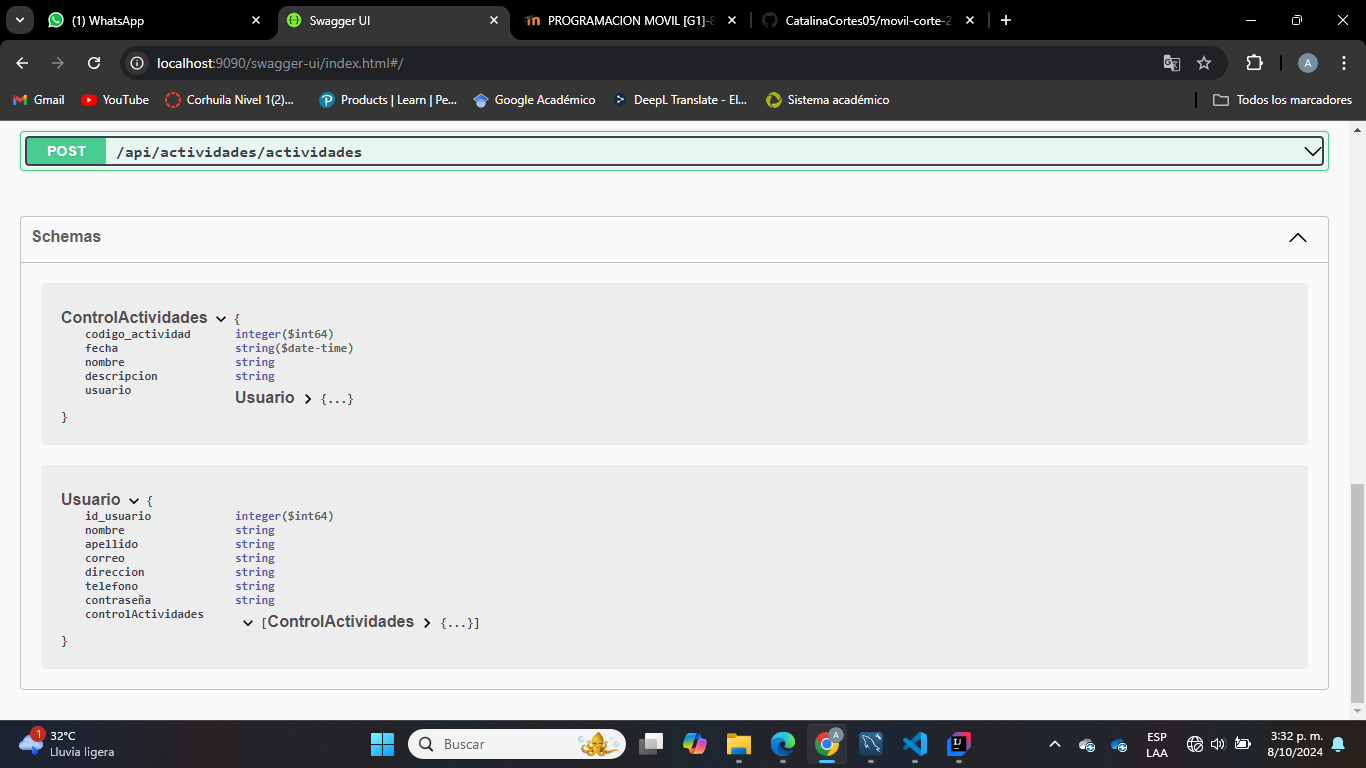 (1) WhatsApp
Swagger UI
PROGRAMACION MOVIL [G1]-8
CatalinaCortes05/movil-corte-2
localhost:9090/swagger-ui/index.html#/
A
Gmail
YouTube
Corhuila Nivel 1(2)...
Products | Learn | Pe...
Google Académico
DeepL Translate - El...
Sistema académico
Todos los marcadores
POST /api/actividades/actividades
Schemas
ControlActividades {
codigo_actividad integer($int64)
fecha string($date-time)
nombre string
descripcion string
usuario
Usuario > {...}
}
Usuario {
id_usuario integer($int64)
nombre string
apellido string
correo string
direccion string
telefono string
contraseña string
controlActividades
[ControlActividades > {...}]
}
1
32°C
Lluvia ligera
Buscar
A
ESP
LAA
3:32 p. m.
8/10/2024